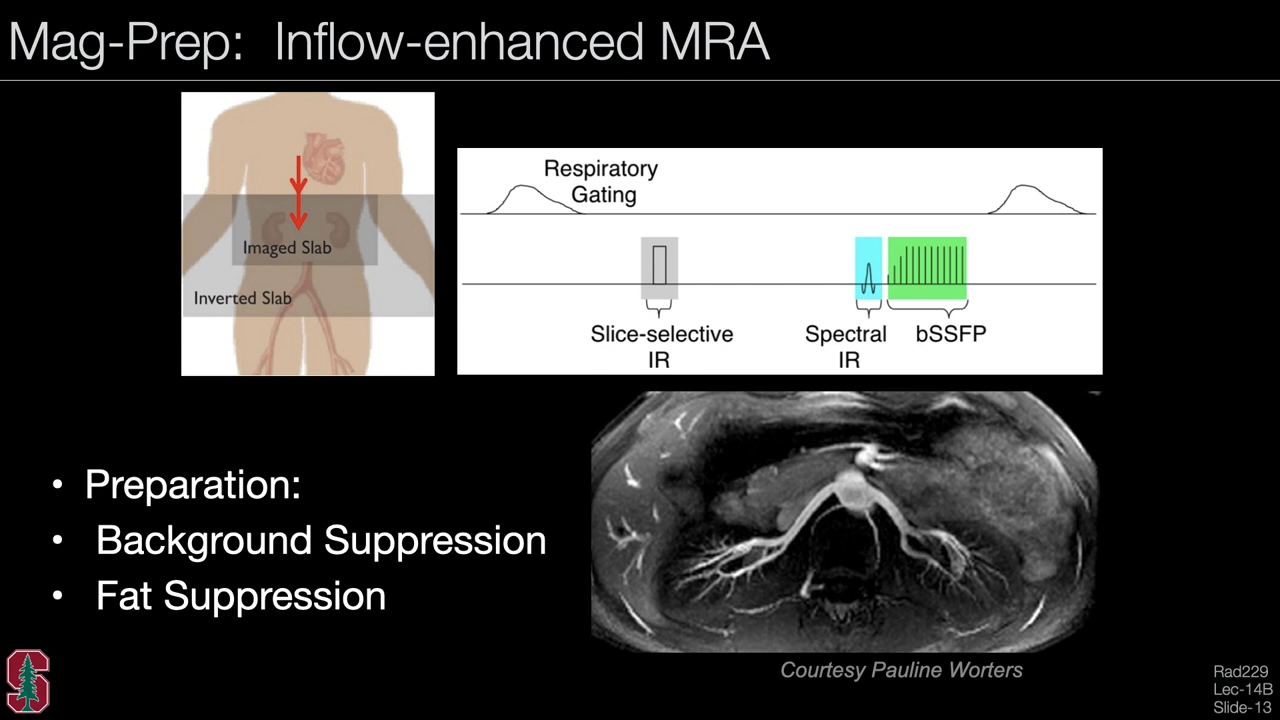 Mag-Prep: Inflow-enhanced MRA
Imaged Slab
Inverted Slab
Respiratory
Gating
Slice-selective
IR
Spectral
IR
bSSFP
• Preparation:
• Background Suppression
• Fat Suppression
Courtesy Pauline Worters
S
Rad229
Lec-14B
Slide-13